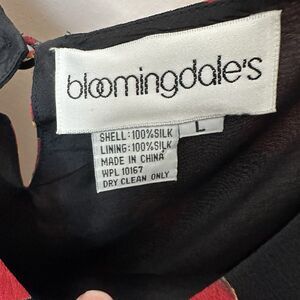 bloomingdale's
SHELL:100%SILK
LINING:100%SILK
MADE IN CHINA
WPL 10167
DRY CLEAN ONLY
L